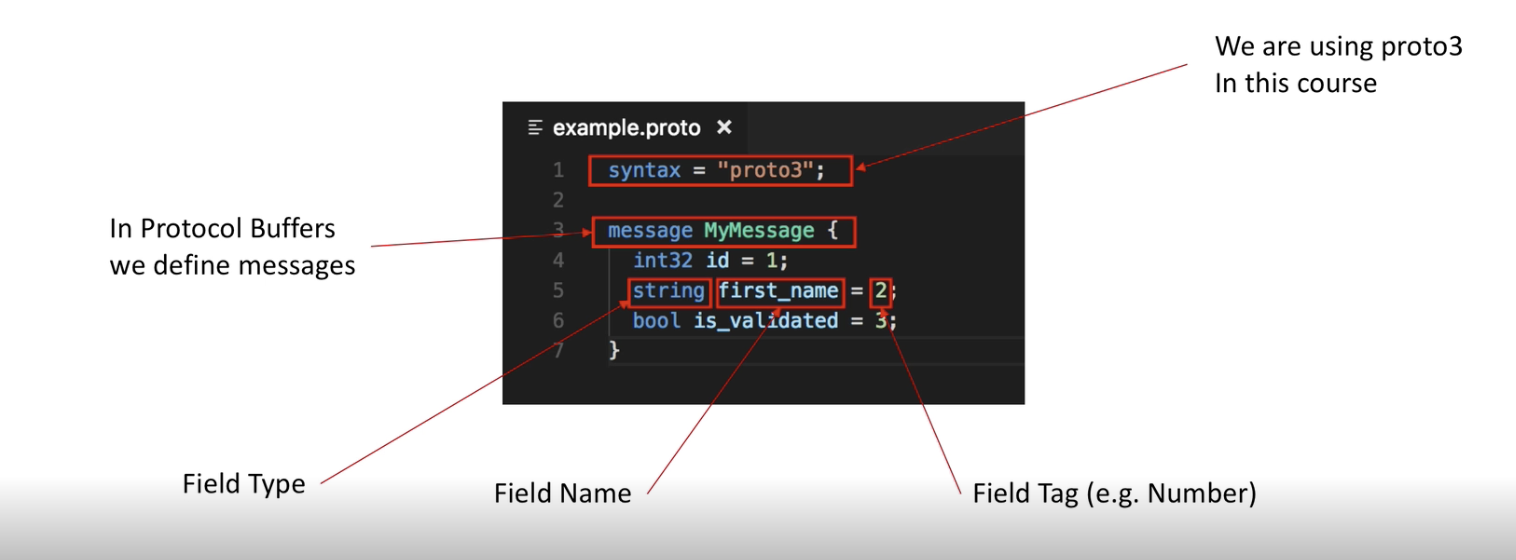 We are using proto3
In this course
example.proto ×
1 syntax = "proto3";
2
3 message MyMessage {
4 int32 id = 1;
5 string first_name = 2;
6 bool is_validated = 3;
7 }
In Protocol Buffers
we define messages
Field Type
Field Name
Field Tag (e.g. Number)